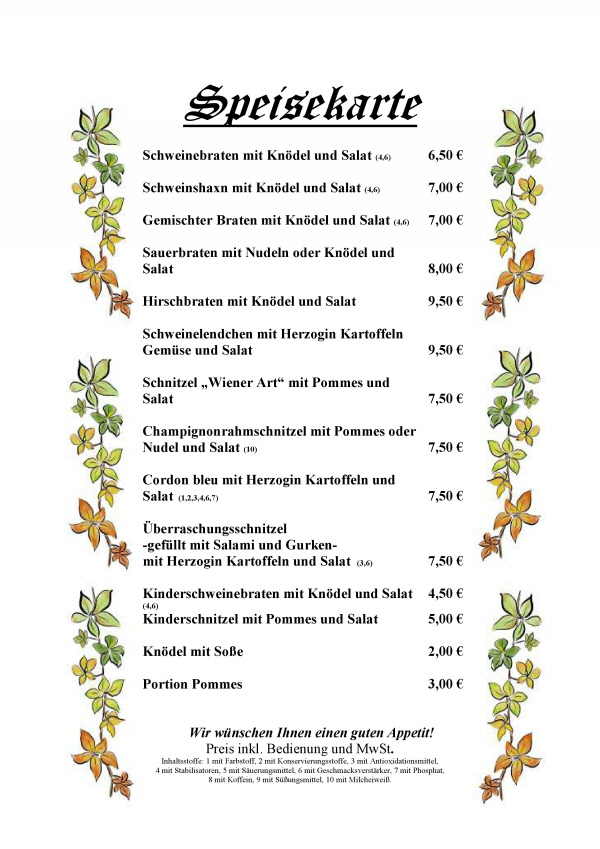 Speisekarte
Schweinebraten mit Knödel und Salat (4,6) 6,50 €
Schweinshaxn mit Knödel und Salat (4,6) 7,00 €
Gemischter Braten mit Knödel und Salat (4,6) 7,00 €
Sauerbraten mit Nudeln oder Knödel und
Salat 8,00 €
Hirschbraten mit Knödel und Salat 9,50 €
Schweinelendchen mit Herzogin Kartoffeln
Gemüse und Salat 9,50 €
Schnitzel „Wiener Art“ mit Pommes und
Salat 7,50 €
Champignonrahmschnitzel mit Pommes oder
Nudel und Salat (10) 7,50 €
Cordon bleu mit Herzogin Kartoffeln und
Salat (1,2,3,4,6,7) 7,50 €
Überraschungsschnitzel
-gefüllt mit Salami und Gurken-
mit Herzogin Kartoffeln und Salat (3,6) 7,50 €
Kinderschweinebraten mit Knödel und Salat 4,50 €
(4,6)
Kinderschnitzel mit Pommes und Salat 5,00 €
Knödel mit Soße 2,00 €
Portion Pommes 3,00 €
Wir wünschen Ihnen einen guten Appetit!
Preis inkl. Bedienung und MwSt.
Inhaltsstoffe: 1 mit Farbstoff, 2 mit Konservierungsstoffe, 3 mit Antioxidationsmittel,
4 mit Stabilisatoren, 5 mit Säuerungsmittel, 6 mit Geschmacksverstärker, 7 mit Phosphat,
8 mit Koffein, 9 mit Süßungsmittel, 10 mit Milcheiweiß.